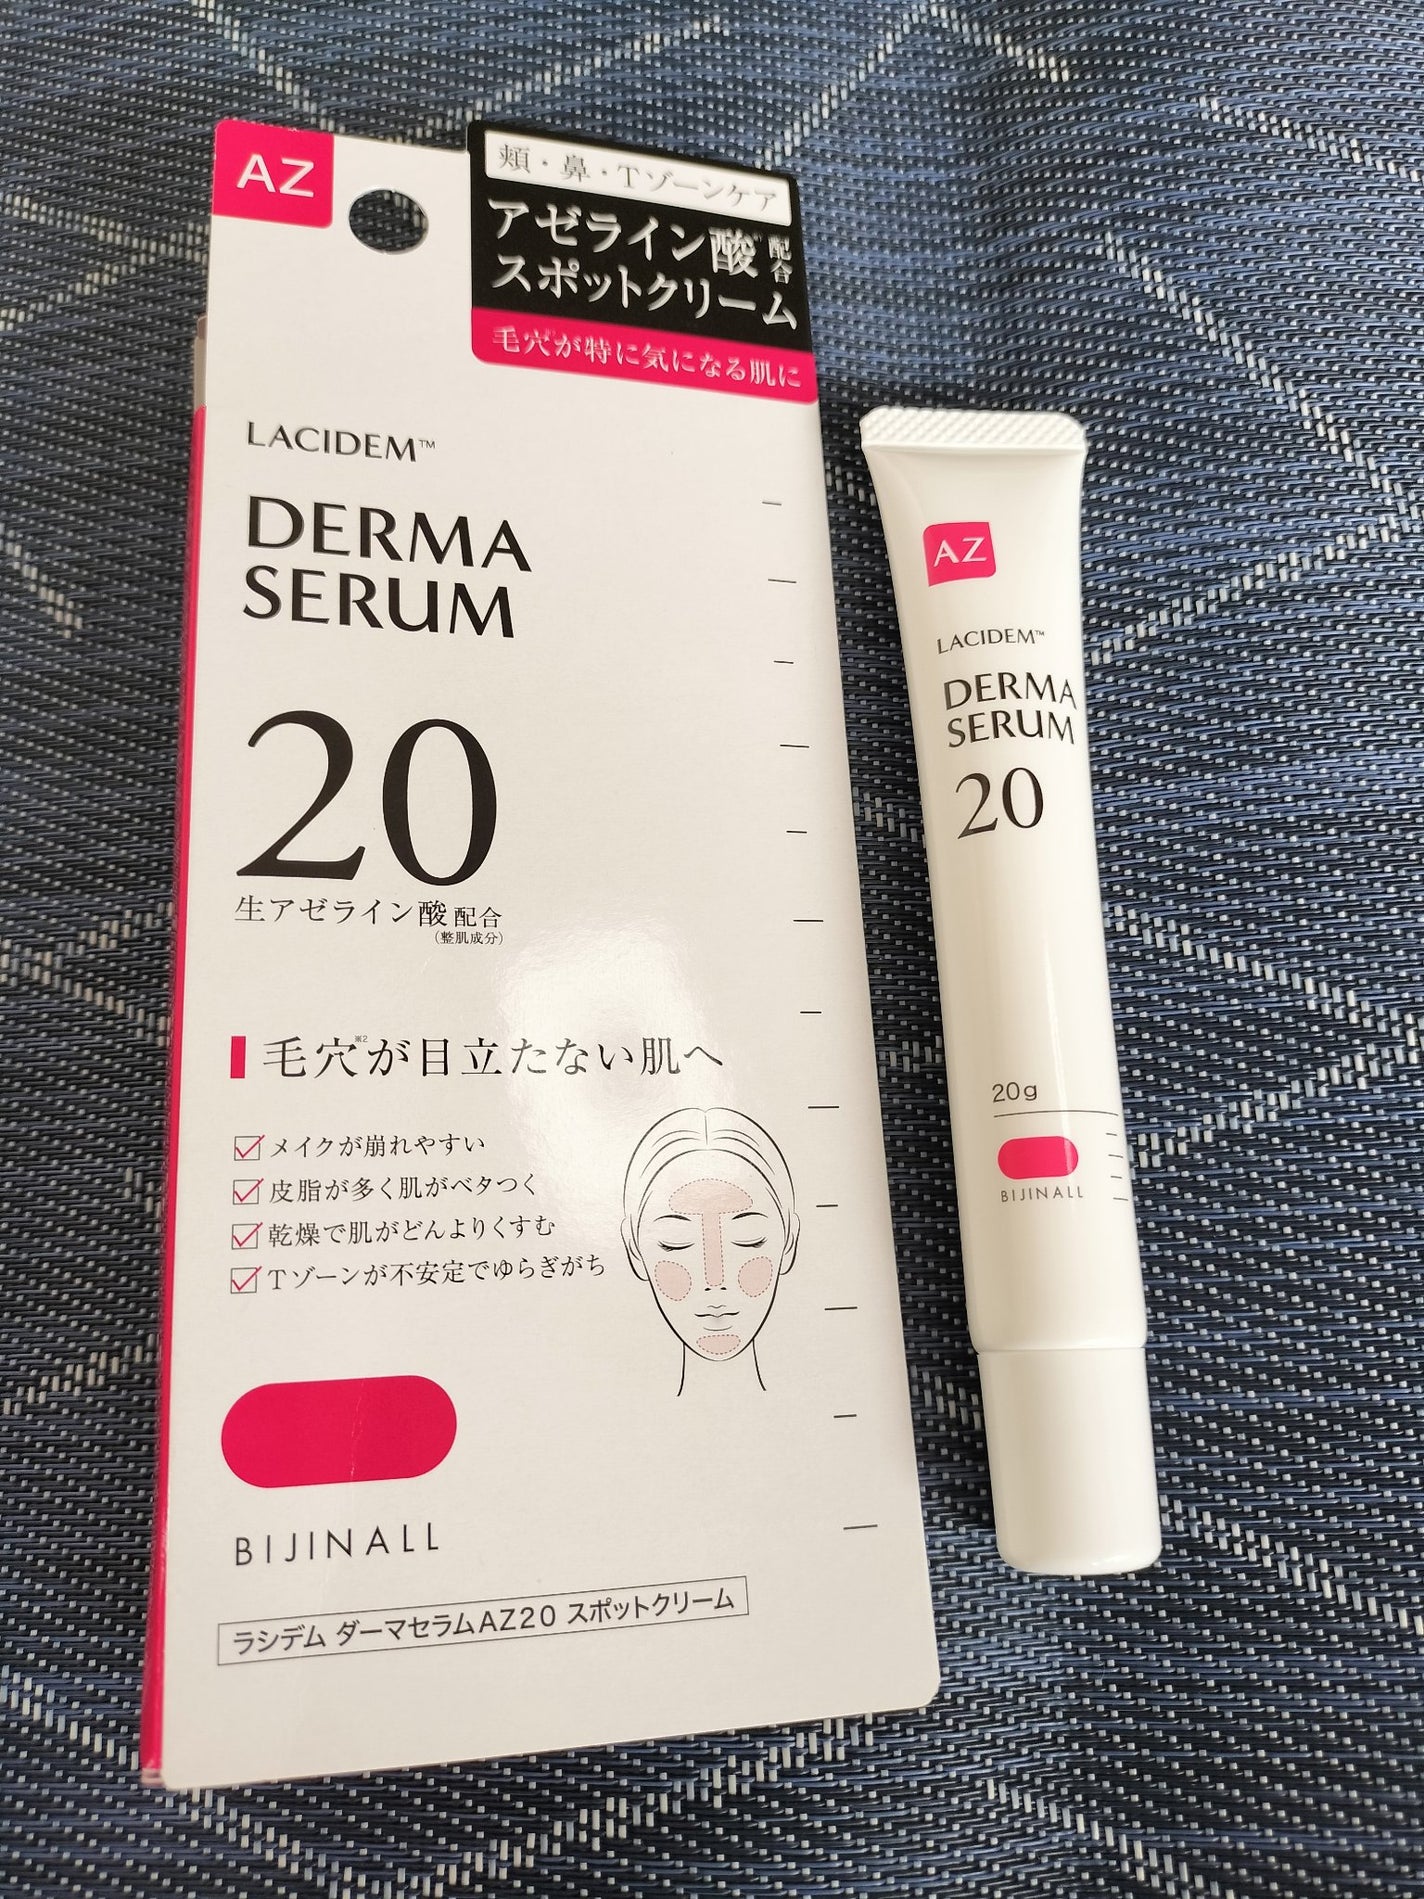 AZ
頬・鼻・Tゾーンケア
アゼライン酸 配合
スポットクリーム
毛穴が特に気になる肌に
LACIDEM™
DERMA
SERUM
20
生アゼライン酸配合
(整肌成分)
毛穴※2が目立たない肌へ
メイクが崩れやすい
皮脂が多く肌がベタつく
乾燥で肌がどんよりくすむ
Tゾーンが不安定でゆらぎがち
BIJINALL
ラシデム ダーマセラムAZ20 スポットクリーム
AZ
LACIDEM™
DERMA
SERUM
20
20g
BIJINALL